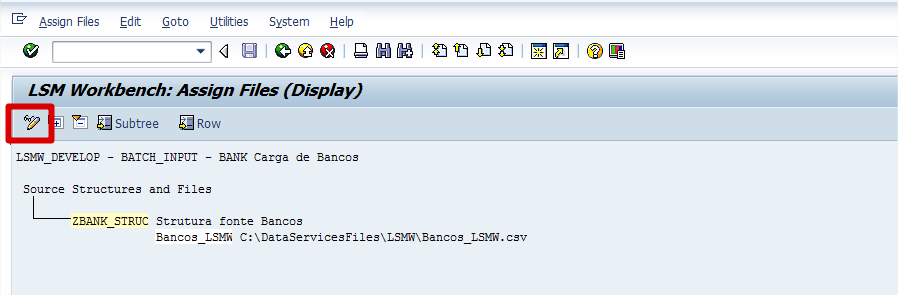 Assign Files Edit Goto Utilities System Help
LSM Workbench: Assign Files (Display)
Subtree Row
LSMW_DEVELOP - BATCH_INPUT - BANK Carga de Bancos
Source Structures and Files
ZBANK_STRUC Strutura fonte Bancos
Bancos_LSMW C:\DataServicesFiles\LSMW\Bancos_LSMW.csv